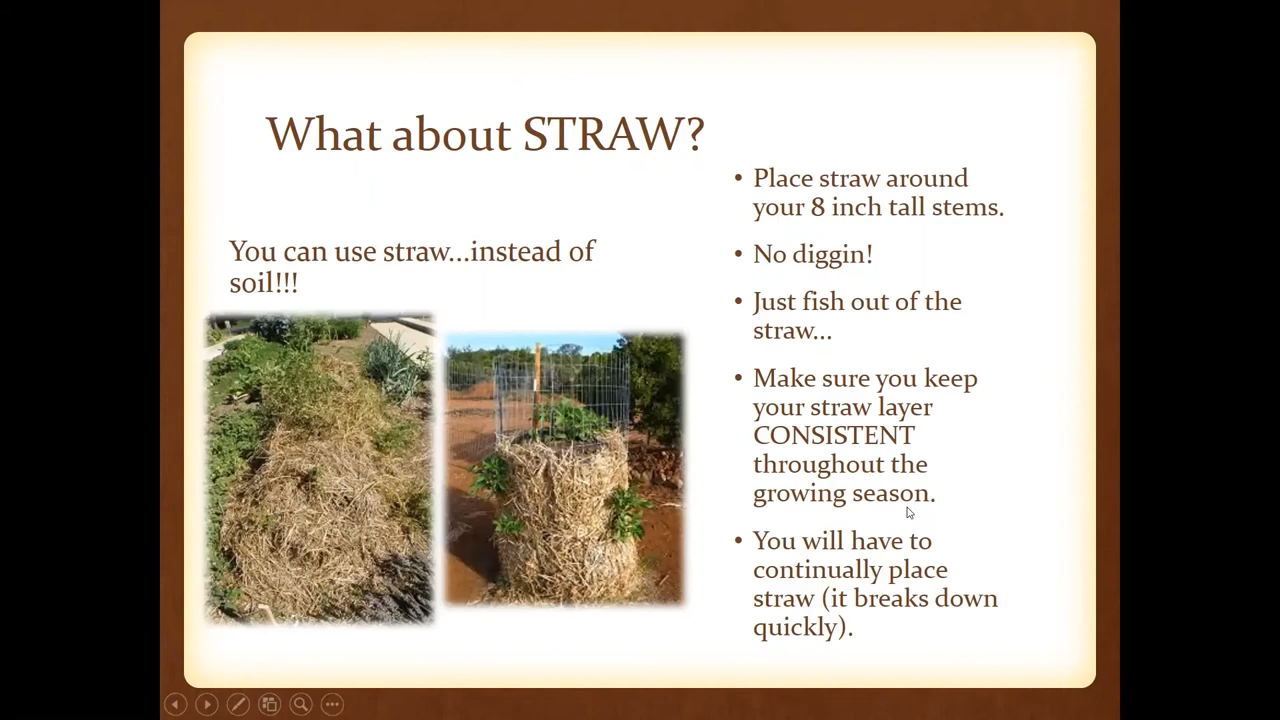 What about STRAW?
You can use straw...instead of
soil!!!
• Place straw around
your 8 inch tall stems.
• No diggin!
• Just fish out of the
straw...
• Make sure you keep
your straw layer
CONSISTENT
throughout the
growing season.
• You will have to
continually place
straw (it breaks down
quickly).